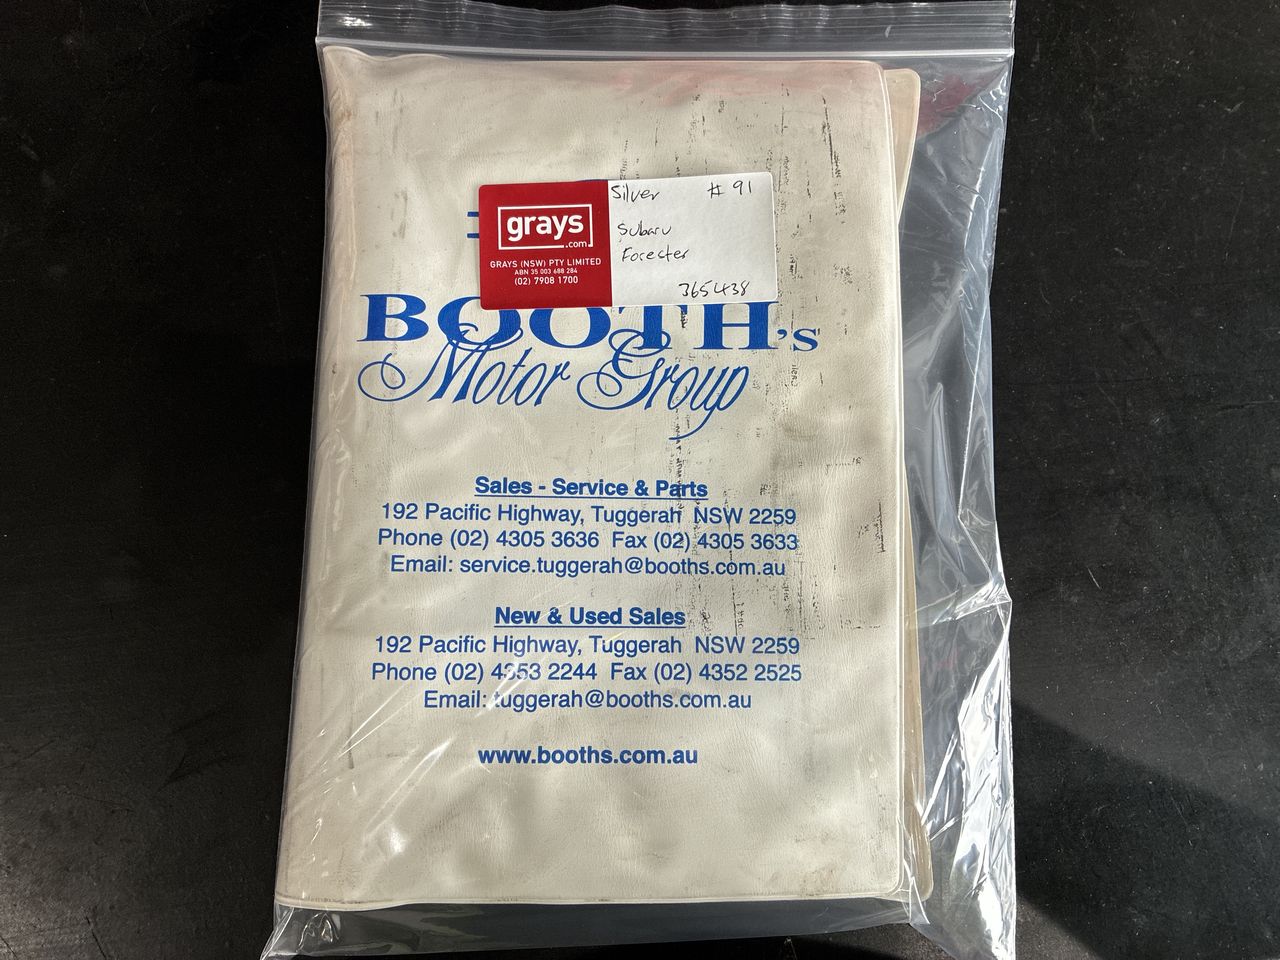 Silver # 91
grays
.com
Subaru
Forester
GRAYS (NSW) PTY LIMITED
ABN 35 003 688 284
(02) 7908 1700
365438
BOOTH's
Motor Group
Sales - Service & Parts
192 Pacific Highway, Tuggerah NSW 2259
Phone (02) 4305 3636 Fax (02) 4305 3633
Email: service.tuggerah@booths.com.au
New & Used Sales
192 Pacific Highway, Tuggerah NSW 2259
Phone (02) 4353 2244 Fax (02) 4352 2525
Email: tuggerah@booths.com.au
www.booths.com.au